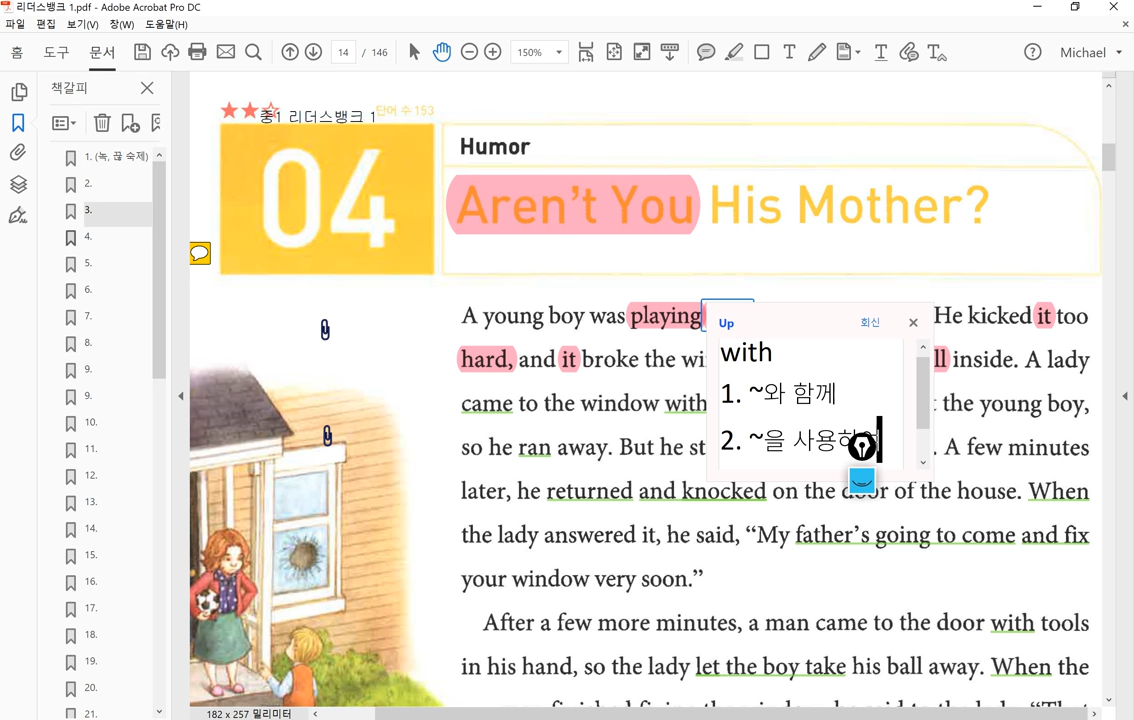 리더스뱅크 1.pdf - Adobe Acrobat Pro DC
파일 편집 보기(V) 창(W) 도움말(H)
홈 도구 문서 14 / 146 150% Michael
책갈피
1. (녹, 끊 숙제)
2.
3.
4.
5.
6.
7.
8.
9.
9.
10.
11.
12.
13.
14.
15.
16.
17.
18.
19.
20.
21.
중1 리더스뱅크 1
단어 수 153
04
Humor
Aren't You His Mother?
A young boy was playing He kicked it too
hard, and it broke the wi ll inside. A lady
came to the window with the young boy,
so he ran away. But he st . A few minutes
later, he returned and knocked on the door of the house. When
the lady answered it, he said, “My father's going to come and fix
your window very soon.”
After a few more minutes, a man came to the door with tools
in his hand, so the lady let the boy take his ball away. When the
Up 회신
with
1. ~와 함께
2. ~을 사용하여
182 x 257 밀리미터